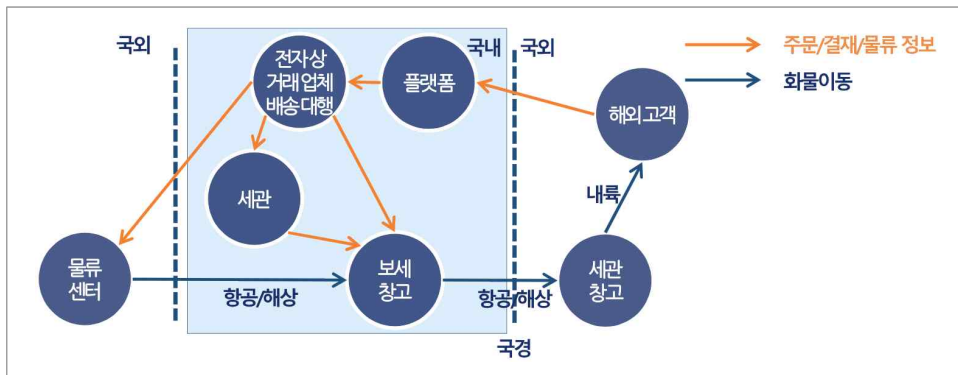 국외
전자상
거래 업체
배송 대행
플랫폼
국내
국외
주문/결재/물류 정보
화물이동
해외 고객
세관
내륙
물류
센터
항공/해상
보세
창고
항공/해상
세관
창고
국경